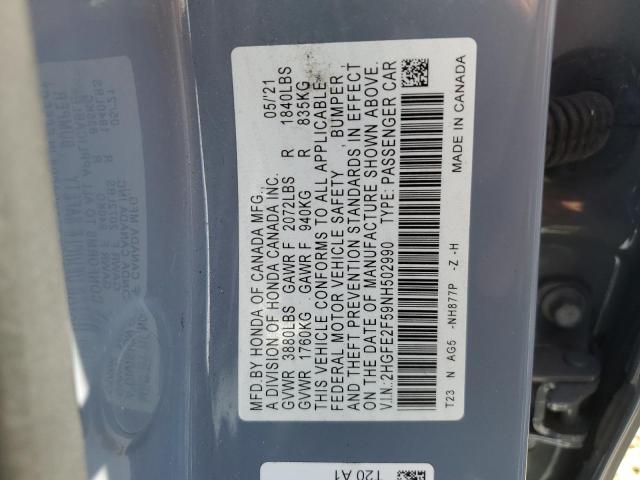 MFD.BY HONDA OF CANADA MFG.,
A DIVISION OF HONDA CANADA INC. 05/'21
GVWR 3880LBS GAWR F 2072LBS R 1840LBS
GVWR 1760KG GAWR F 940KG R 835KG
THIS VEHICLE CONFORMS TO ALL APPLICABLE
FEDERAL MOTOR VEHICLE SAFETY , BUMPER ,
AND THEFT PREVENTION STANDARDS IN EFFECT
ON THE DATE OF MANUFACTURE SHOWN ABOVE.
V.I.N.:2HGFE2F59NH502990 TYPE: PASSENGER CAR
T23 N AG5 -NH877P -Z -H MADE IN CANADA
T20 A1